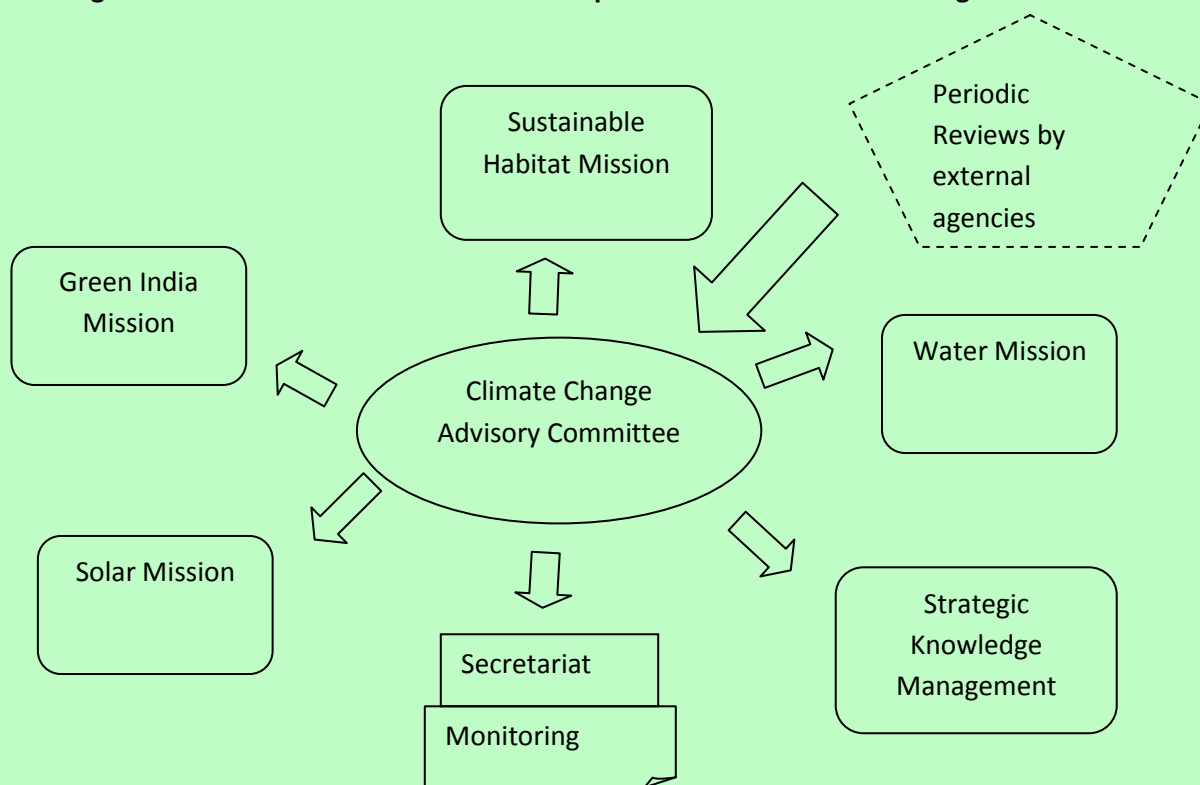 Periodic
Reviews by
external
agencies
Sustainable
Habitat Mission
Green India
Mission
Water Mission
Climate Change
Advisory Committee
Solar Mission
Strategic
Knowledge
Management
Secretariat
Monitoring